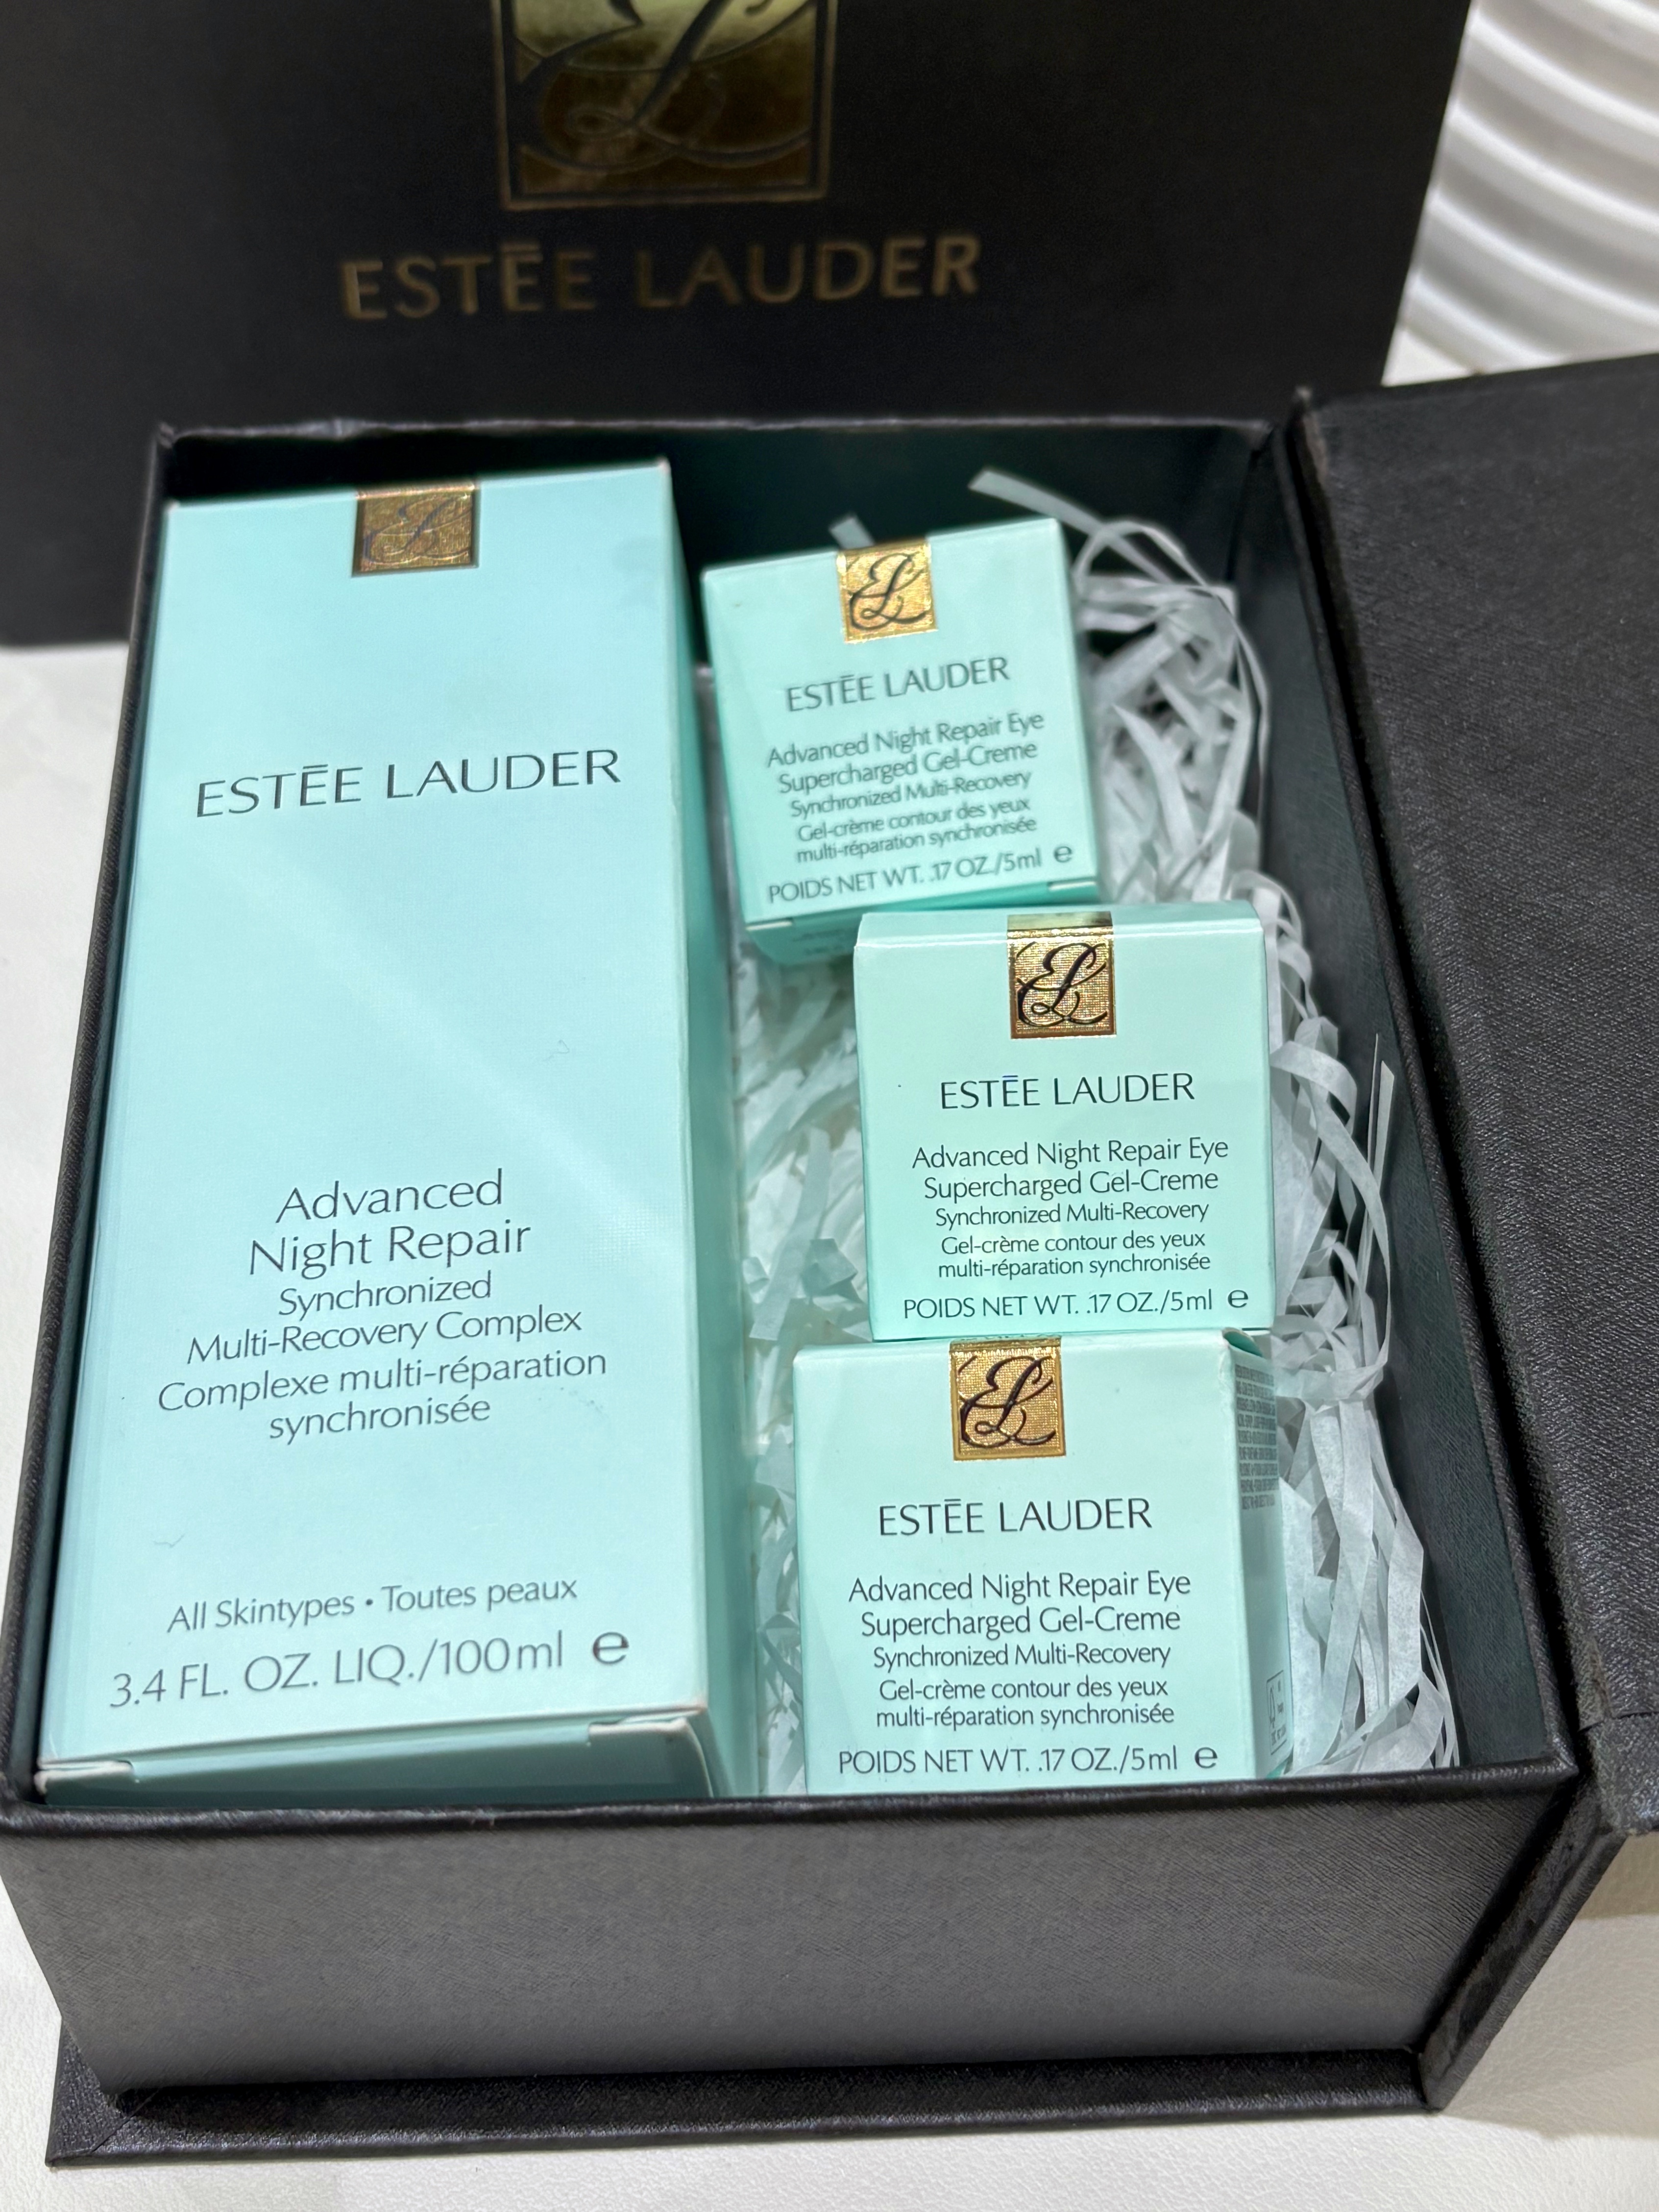 ESTĒE LAUDER
ESTĒE LAUDER
Advanced
Night Repair
Synchronized
Multi-Recovery Complex
Complexe multi-réparation
synchronisée
All Skintypes • Toutes peaux
3.4 FL. OZ. LIQ./100ml e
EL
ESTĒE LAUDER
Advanced Night Repair Eye
Supercharged Gel-Creme
Synchronized Multi-Recovery
Gel-crème contour des yeux
multi-réparation synchronisée
POIDS NET WT. .17 OZ./5ml e
EL
ESTĒE LAUDER
Advanced Night Repair Eye
Supercharged Gel-Creme
Synchronized Multi-Recovery
Gel-crème contour des yeux
multi-réparation synchronisée
POIDS NET WT. .17 OZ./5ml e
EL
ESTĒE LAUDER
Advanced Night Repair Eye
Supercharged Gel-Creme
Synchronized Multi-Recovery
Gel-crème contour des yeux
multi-réparation synchronisée
POIDS NET WT. .17 OZ./5ml e